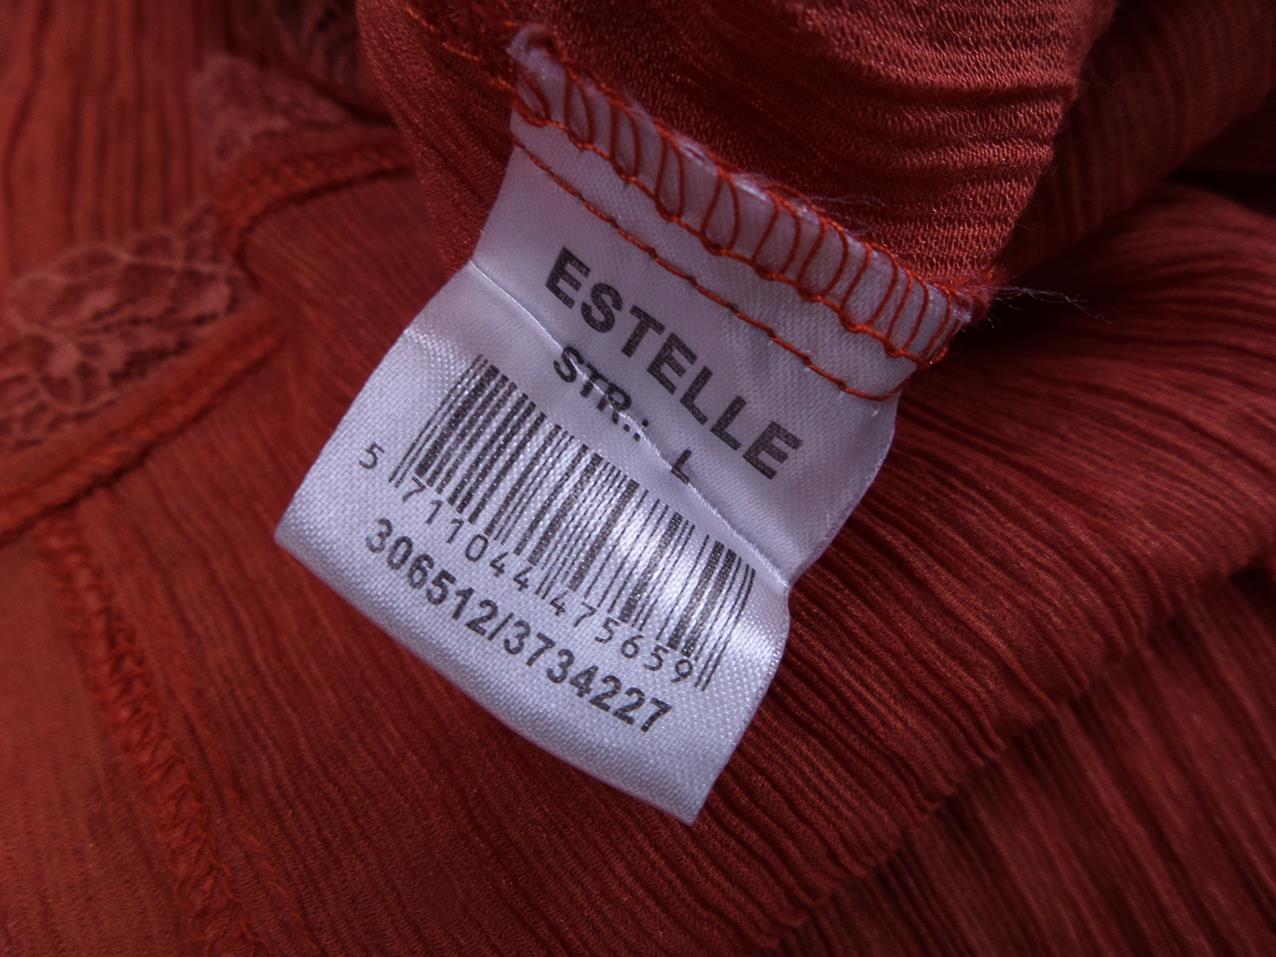 ESTELLE
STR.: L
5 711044 475659
306512/3734227